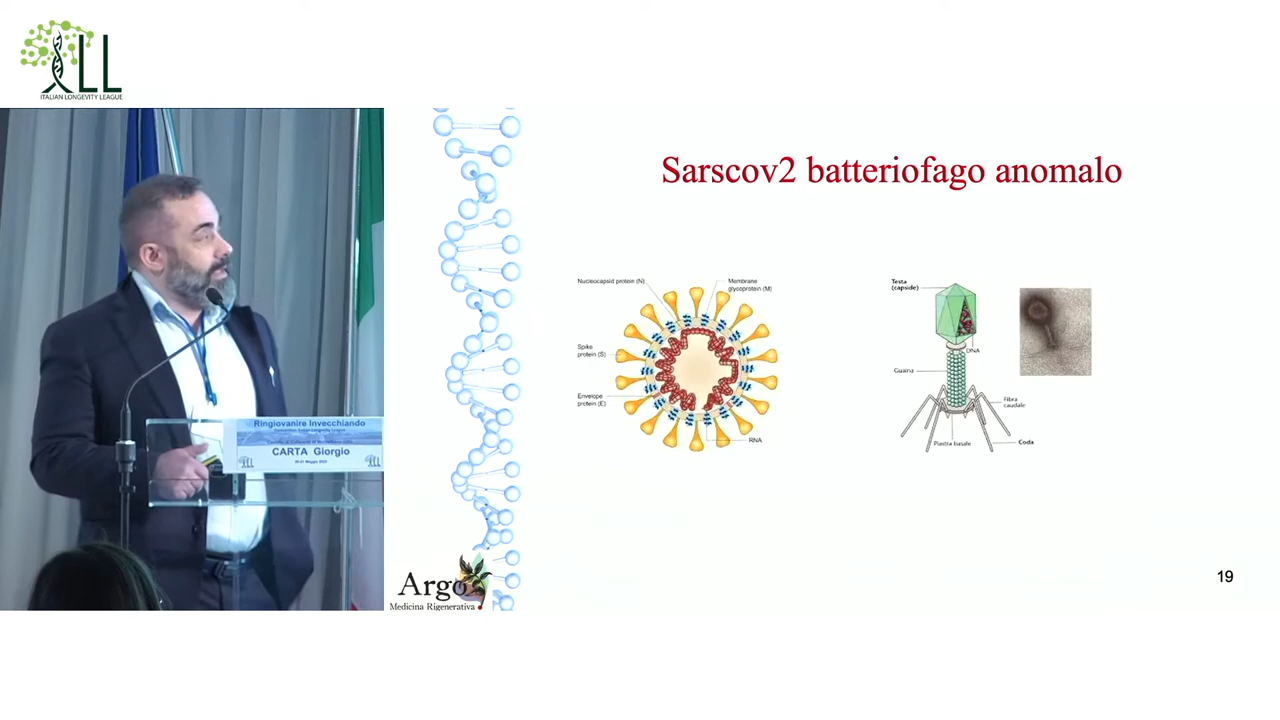 LL
ITALIAN LONGEVITY LEAGUE
Sarscov2 batteriofago anomalo
Nucleocapsid protein (N)
Membrane
glycoprotein (M)
Spike
protein (S)
Envelope
protein (E)
RNA
Testa
(capside)
DNA
Guaina
Fibra
caudale
Piastra basale
Coda
Ringiovanire Invecchiando
CARTA Giorgio
Argo
Medicina Rigenerativa
19